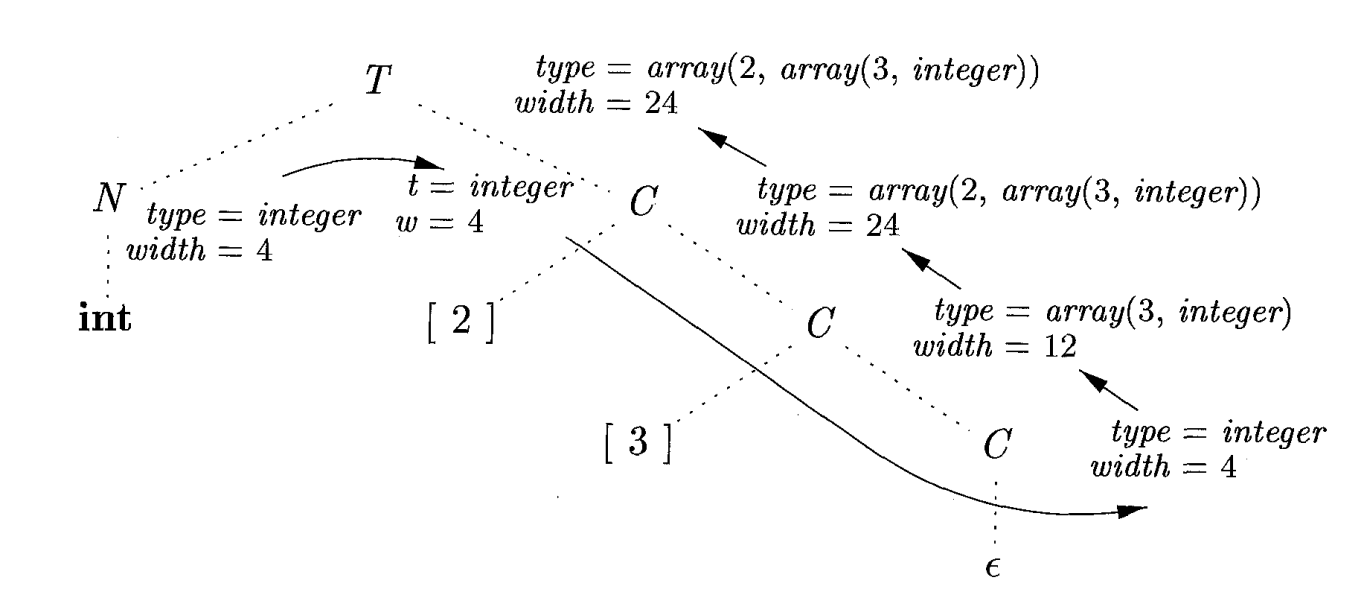 T
type = array(2, array(3, integer))
width = 24
N
type = integer
width = 4
t = integer
w = 4
C
type = array(2, array(3, integer))
width = 24
int
[ 2 ]
C
type = array(3, integer)
width = 12
[ 3 ]
C
type = integer
width = 4
ϵ